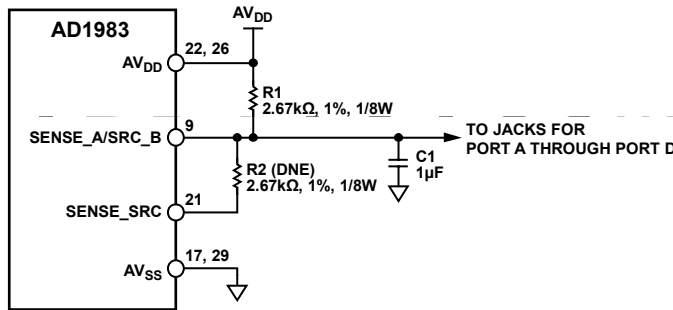 AD1983
AVDD
22, 26
AVDD
R1
2.67kΩ, 1%, 1/8W
9
SENSE_A/SRC_B
TO JACKS FOR
PORT A THROUGH PORT D
R2 (DNE)
2.67kΩ, 1%, 1/8W
C1
1µF
21
SENSE_SRC
17, 29
AVSS